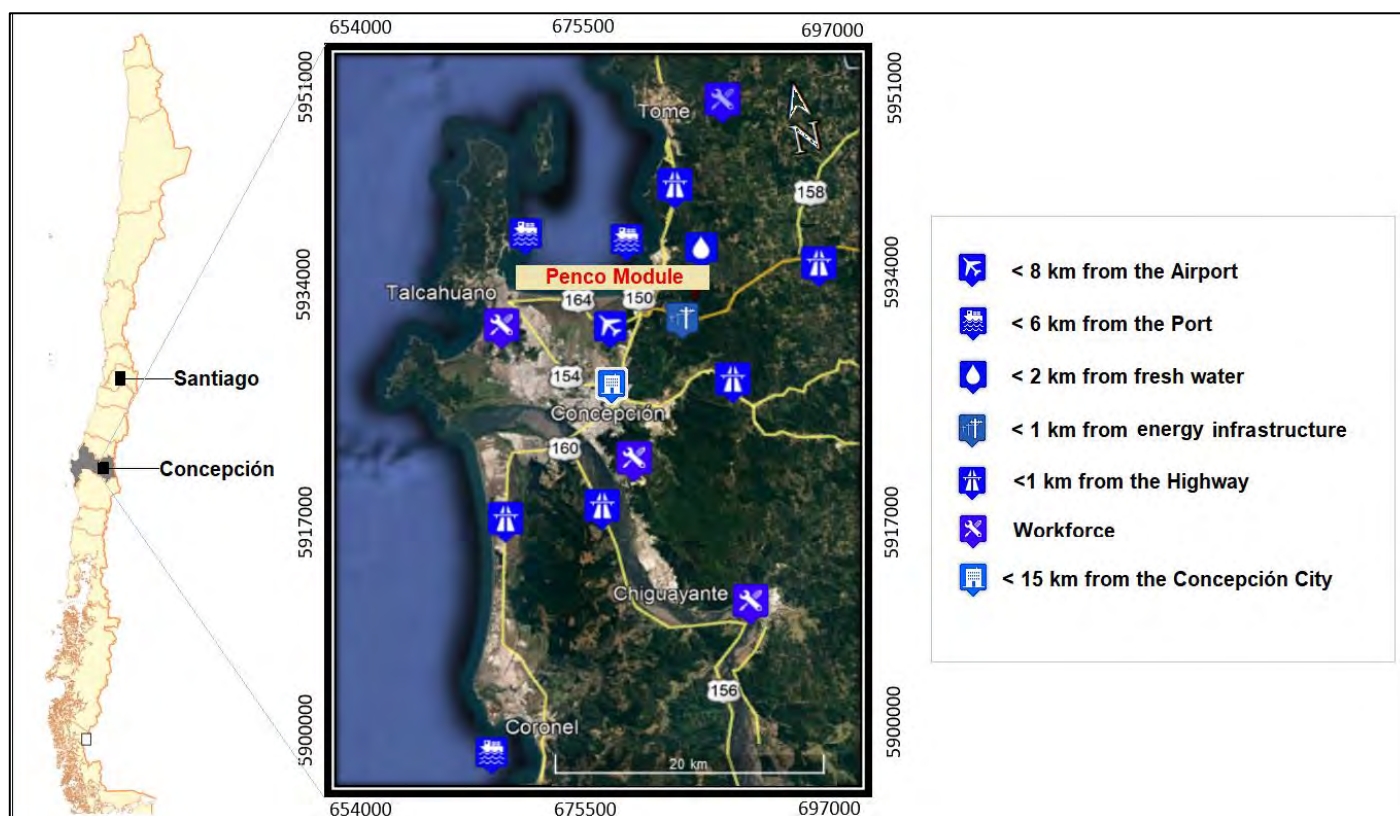 654000
675500
697000
5951000
5934000
5917000
5900000
Santiago
Concepción
Tome
N
158
Penco Module
Talcahuano
164
150
154
Concepción
160
Chiguayante
156
Coronel
20 km
5951000
5934000
5917000
5900000
654000
675500
697000
< 8 km from the Airport
< 6 km from the Port
< 2 km from fresh water
< 1 km from energy infrastructure
<1 km from the Highway
Workforce
< 15 km from the Concepción City